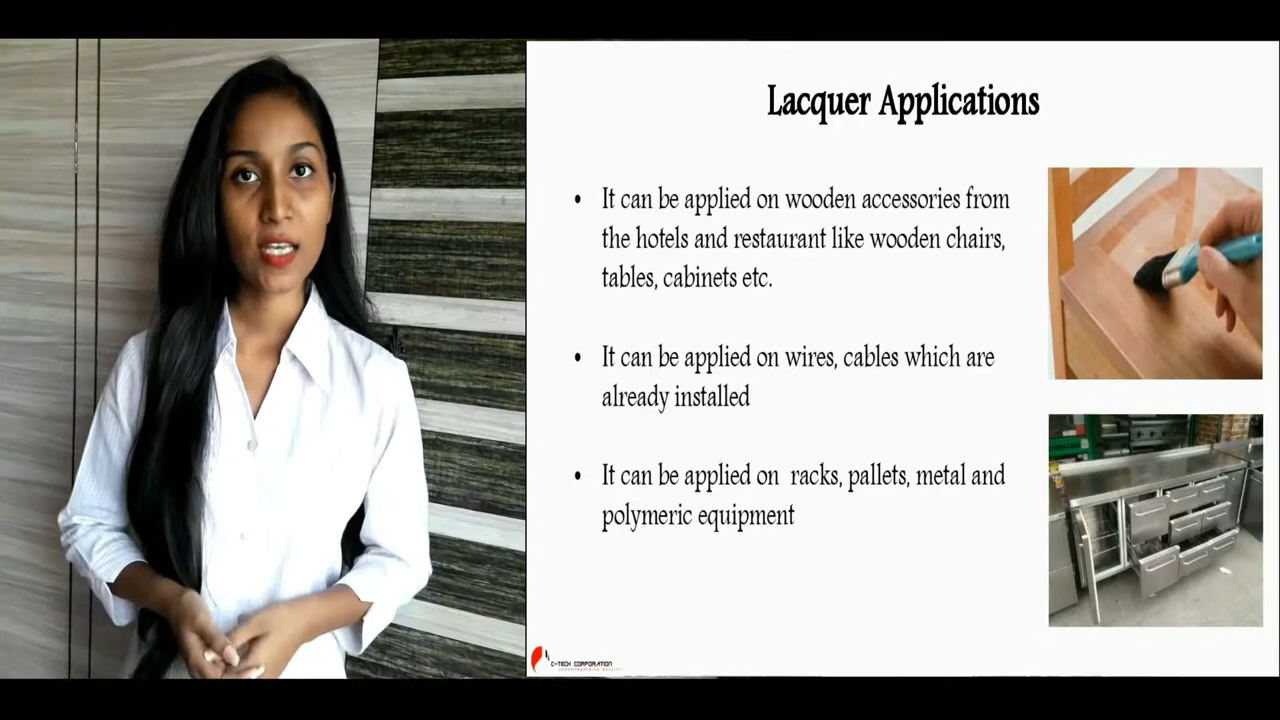 Lacquer Applications
• It can be applied on wooden accessories from
the hotels and restaurant like wooden chairs,
tables, cabinets etc.
• It can be applied on wires, cables which are
already installed
• It can be applied on  racks, pallets, metal and
polymeric equipment
C-TECH CORPORATION